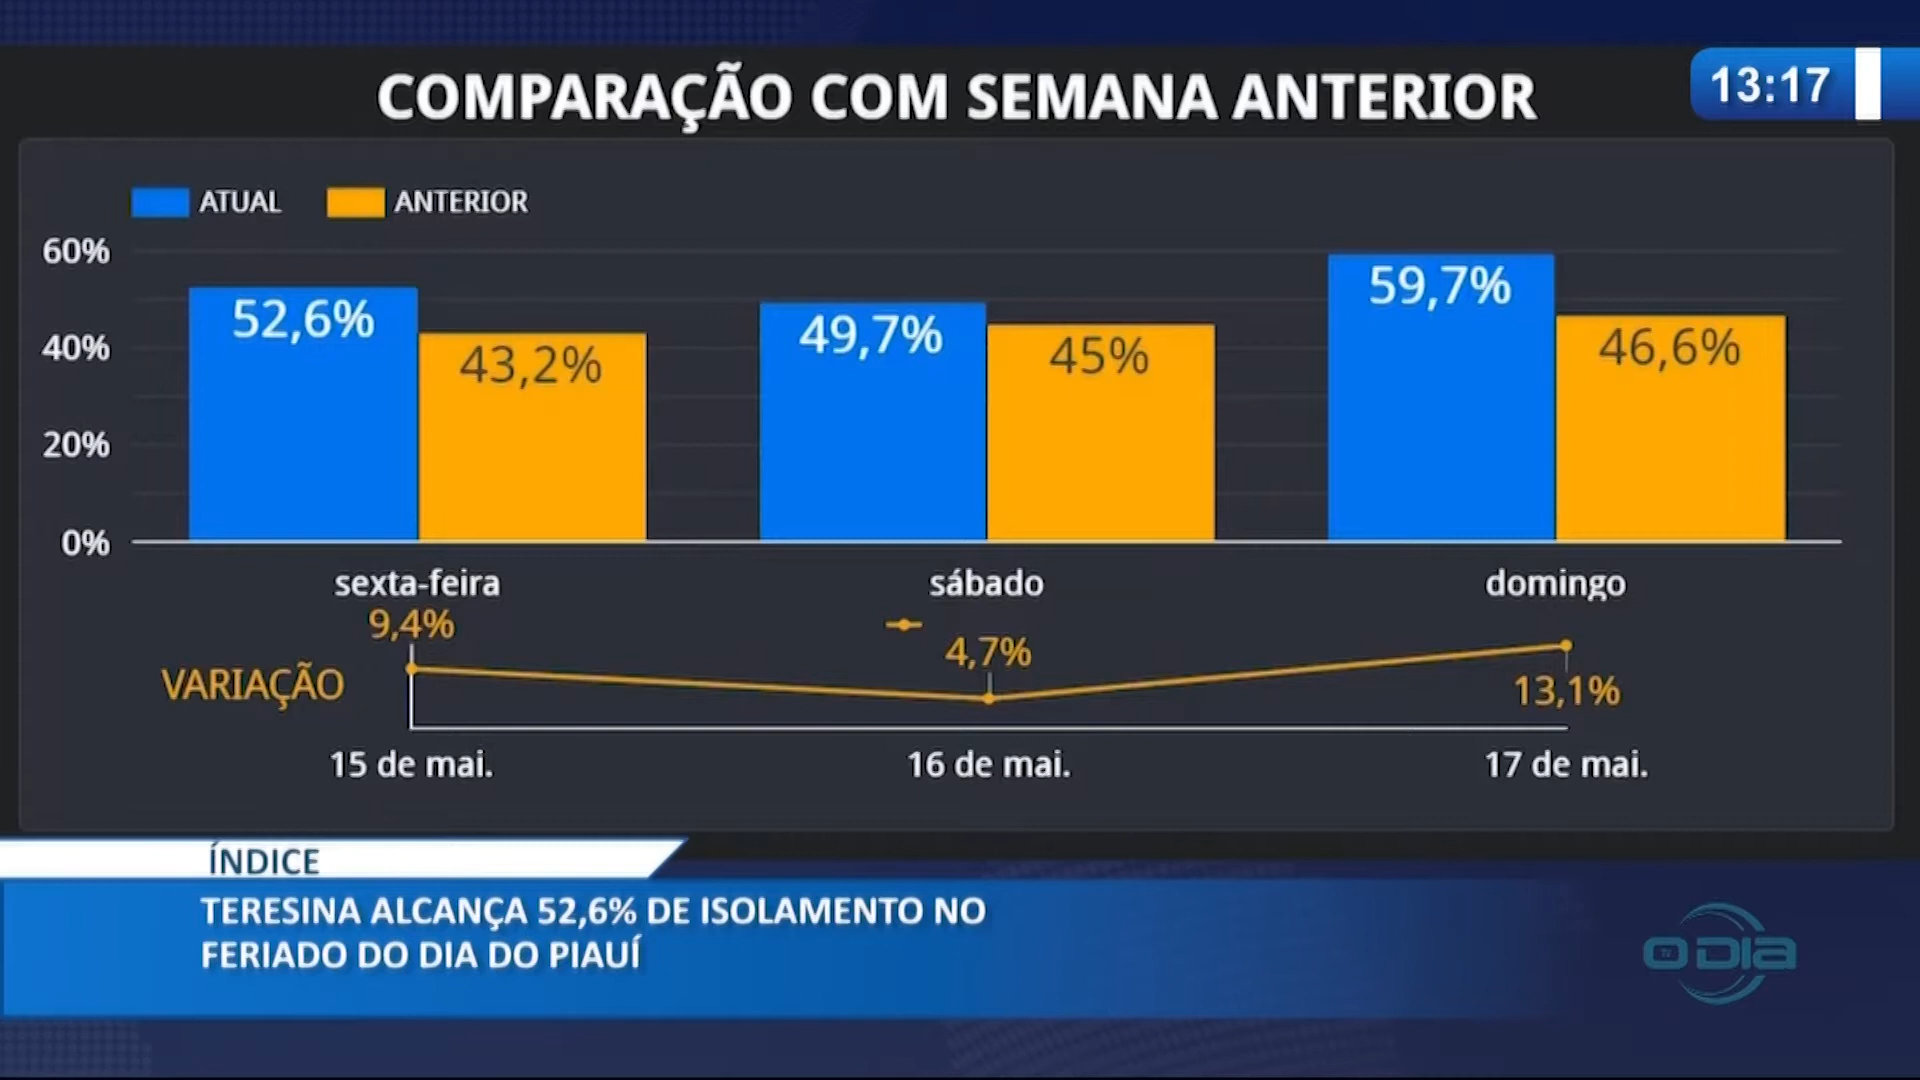 COMPARAÇÃO COM SEMANA ANTERIOR
13:17
ATUAL
ANTERIOR
60%
40%
20%
0%
52,6%
43,2%
49,7%
45%
59,7%
46,6%
sexta-feira
sábado
domingo
VARIAÇÃO
9,4%
4,7%
13,1%
15 de mai.
16 de mai.
17 de mai.
ÍNDICE
TERESINA ALCANÇA 52,6% DE ISOLAMENTO NO
FERIADO DO DIA DO PIAUÍ
O DIA
TV